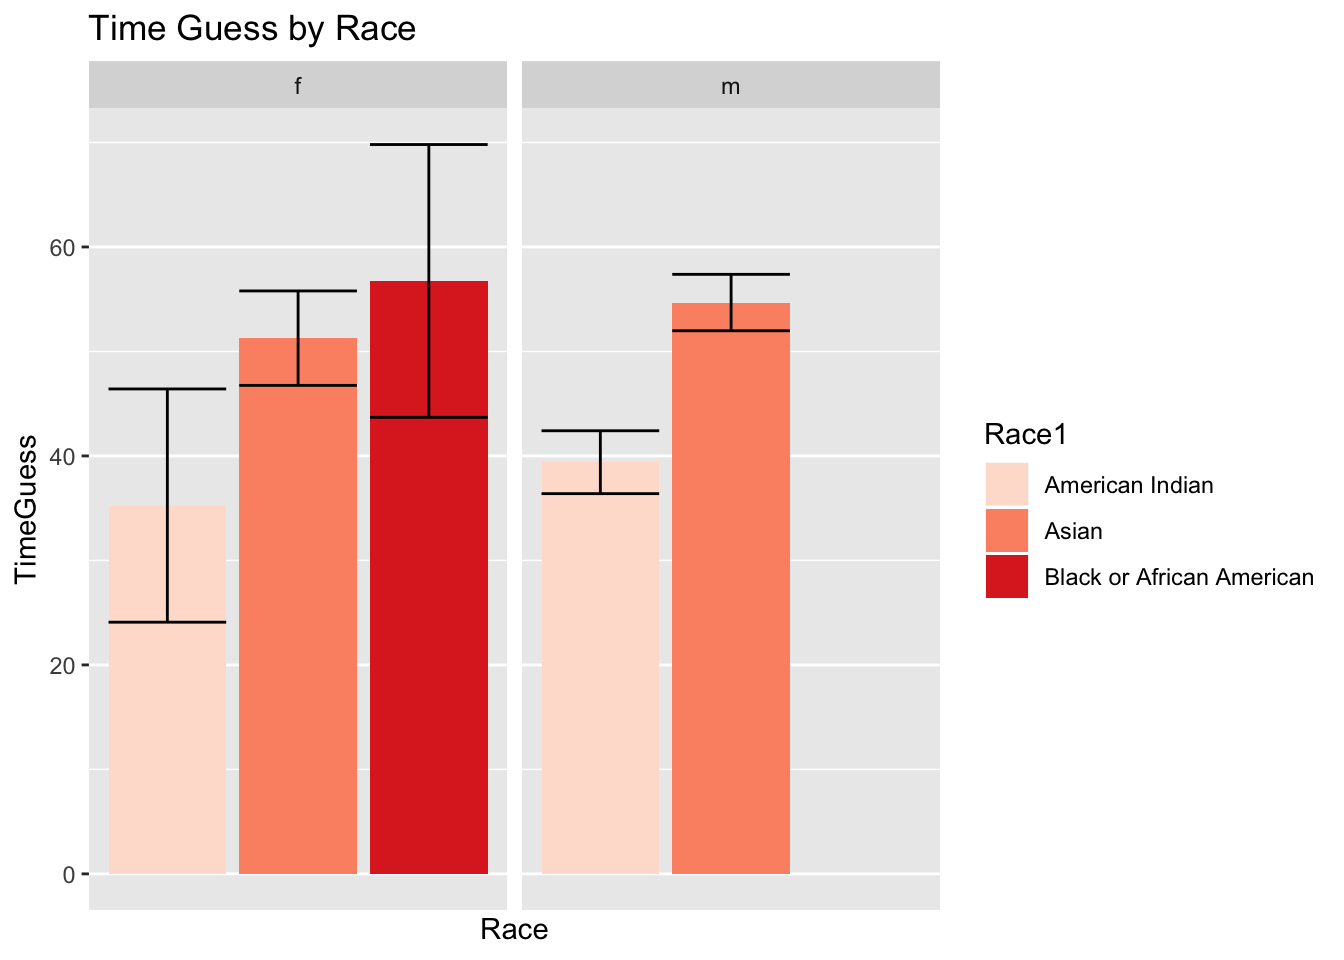 Time Guess by Race
f
m
60
40
20
0
TimeGuess
Race
Race1
American Indian
Asian
Black or African American